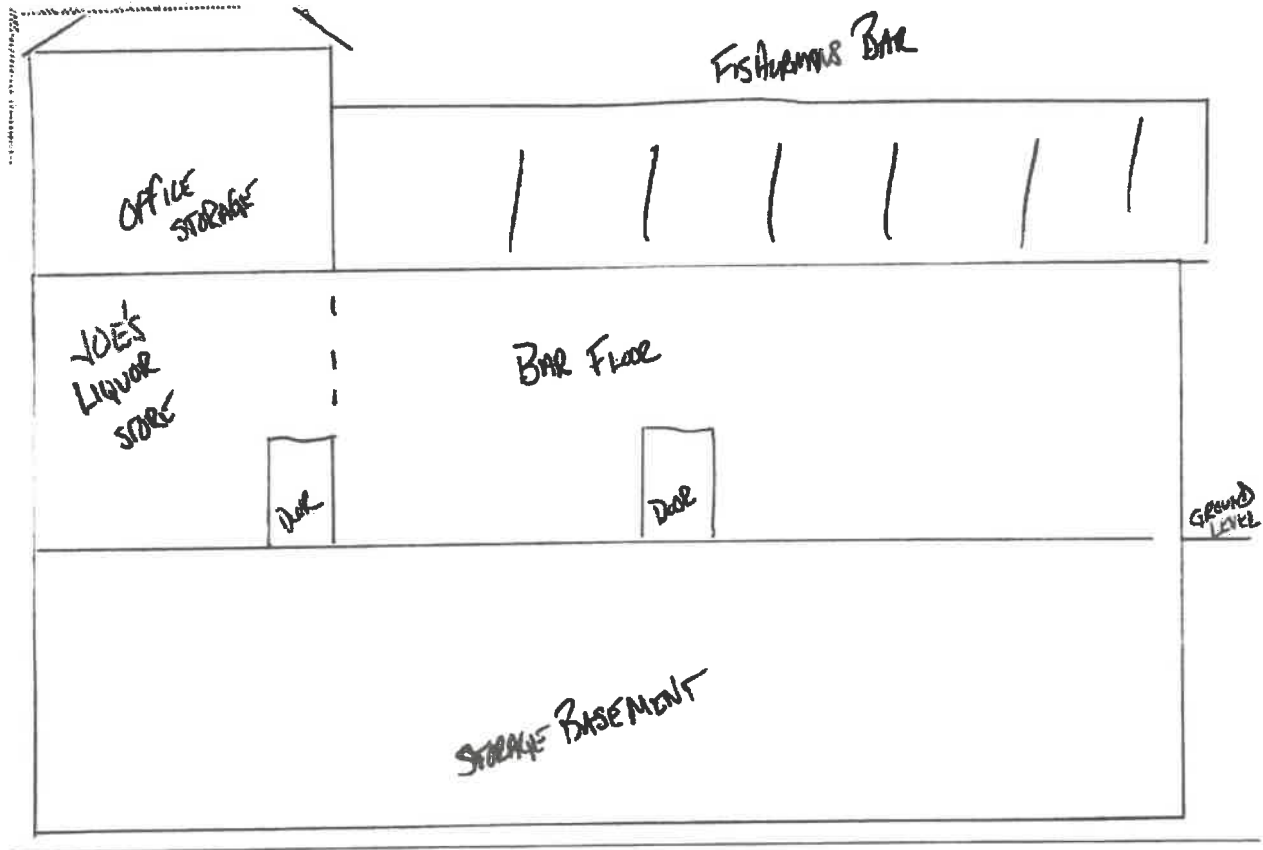 FISHERMANS BAR
OFFICE
STORAGE
JOE'S
LIQUOR
STORE
BAR FLOOR
DOOR
DOOR
GROUND
LEVEL
STORAGE BASEMENT